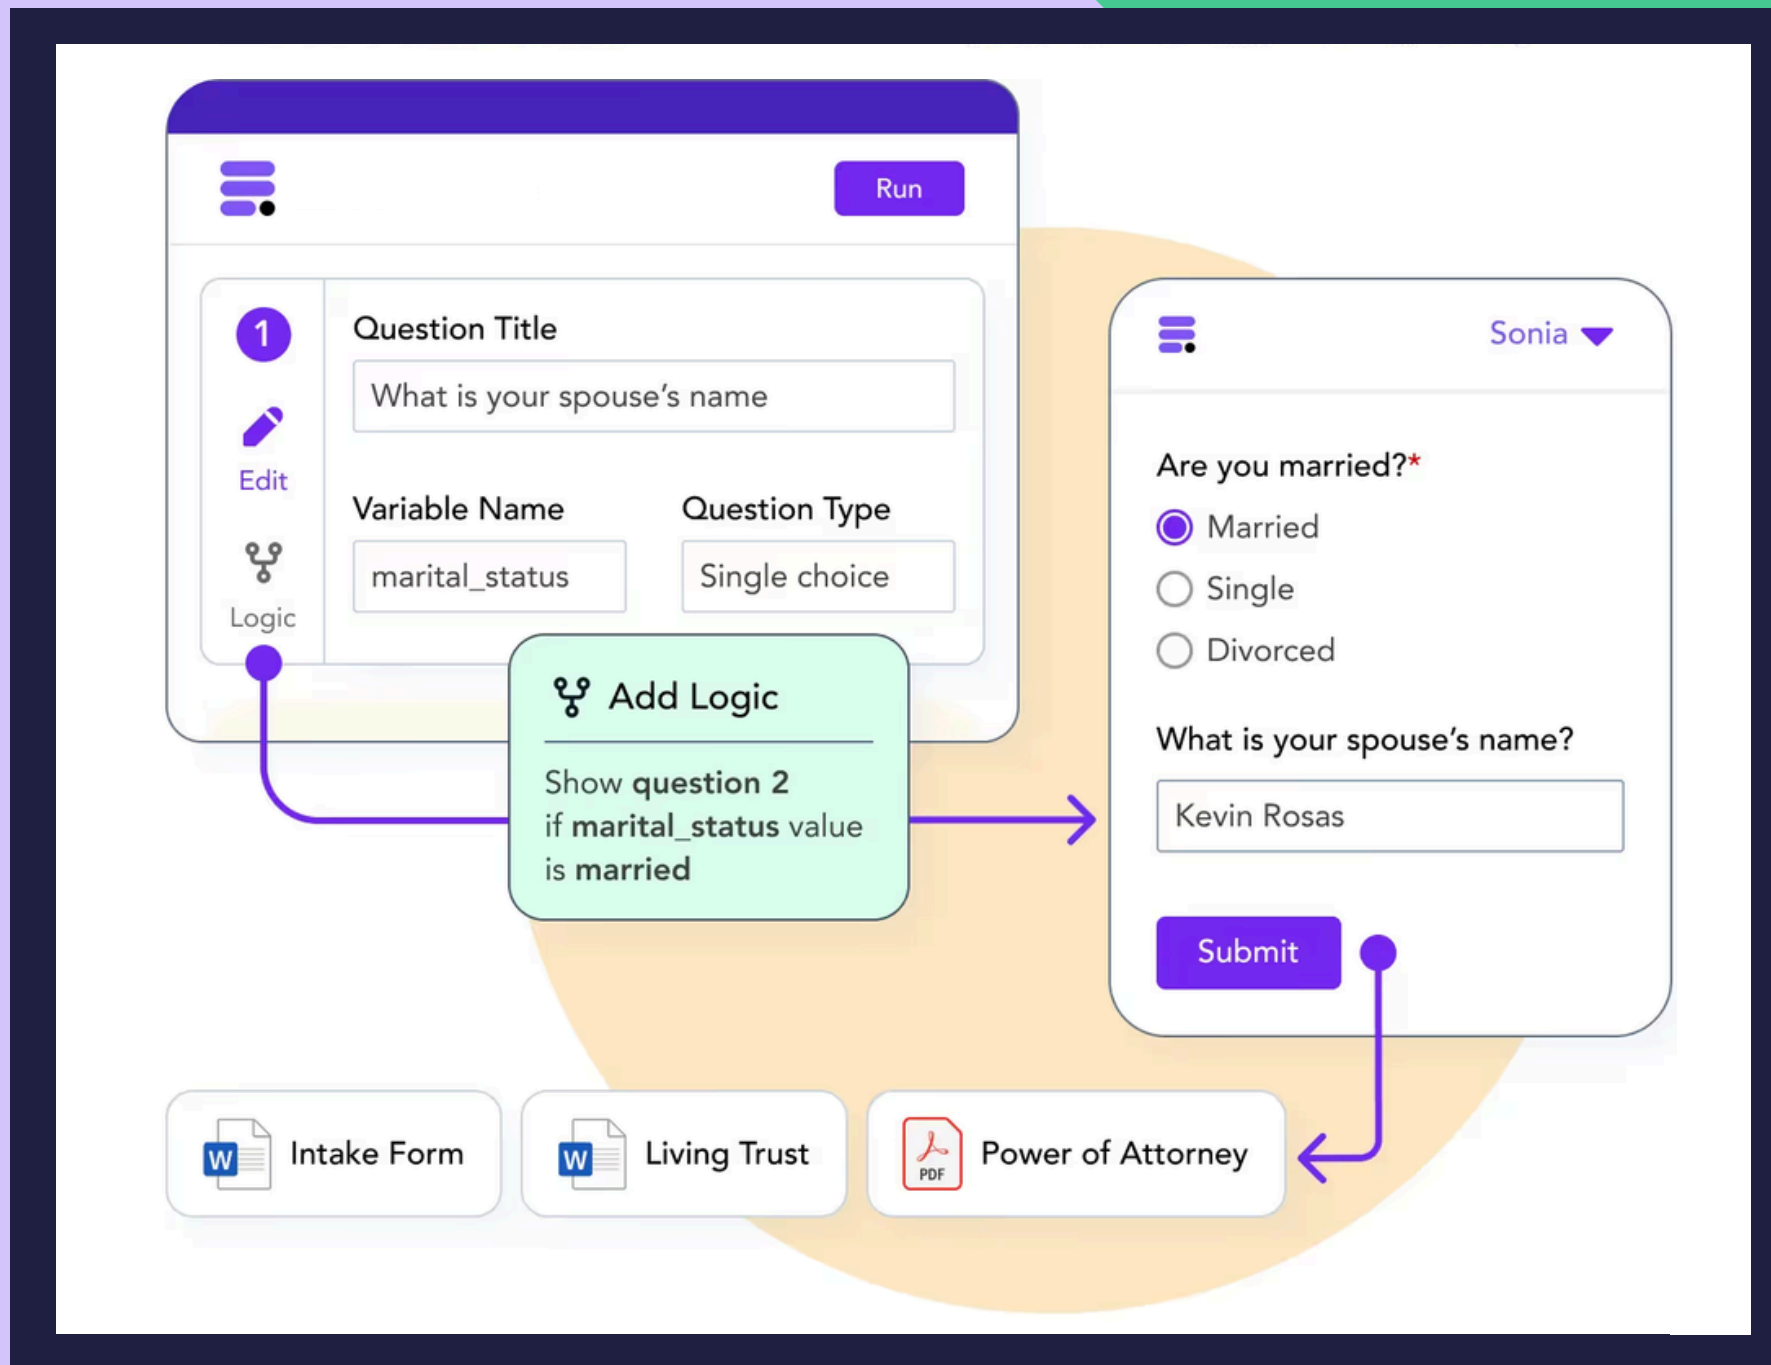 Run
1
Question Title
What is your spouse’s name
Edit
Variable Name
Question Type
marital_status
Single choice
Logic
Add Logic
Show question 2
if marital_status value
is married
Sonia
Are you married?*
Married
Single
Divorced
What is your spouse’s name?
Kevin Rosas
Submit
W
Intake Form
W
Living Trust
PDF
Power of Attorney